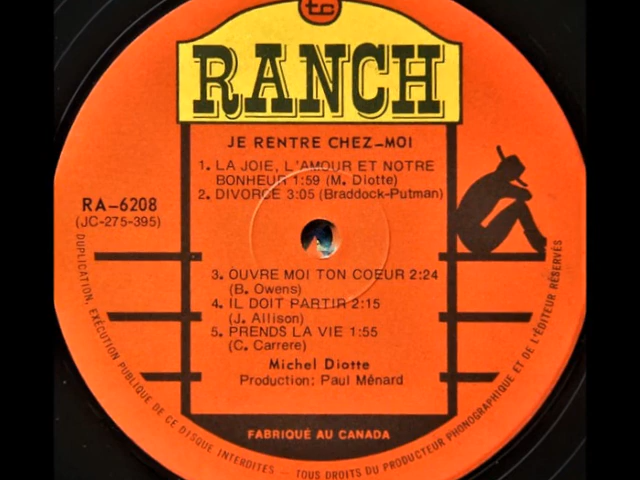 tc
RANCH
JE RENTRE CHEZ-MOI
1. LA JOIE, L'AMOUR ET NOTRE
BONHEUR 1:59 (M. Diotte)
2. DIVORCE 3:05 (Braddock-Putman)
RA-6208
(JC-275-395)
3. OUVRE MOI TON COEUR 2:24
(B. Owens)
4. IL DOIT PARTIR 2:15
(J. Allison)
5. PRENDS LA VIE 1:55
(C. Carrere)
Michel Diotte
Production: Paul Ménard
FABRIQUÉ AU CANADA
DUPLICATION, EXÉCUTION PUBLIQUE DE CE DISQUE INTERDITES - TOUS DROITS DU PRODUCTEUR PHONOGRAPHIQUE ET DE L'ÉDITEUR RÉSERVÉS